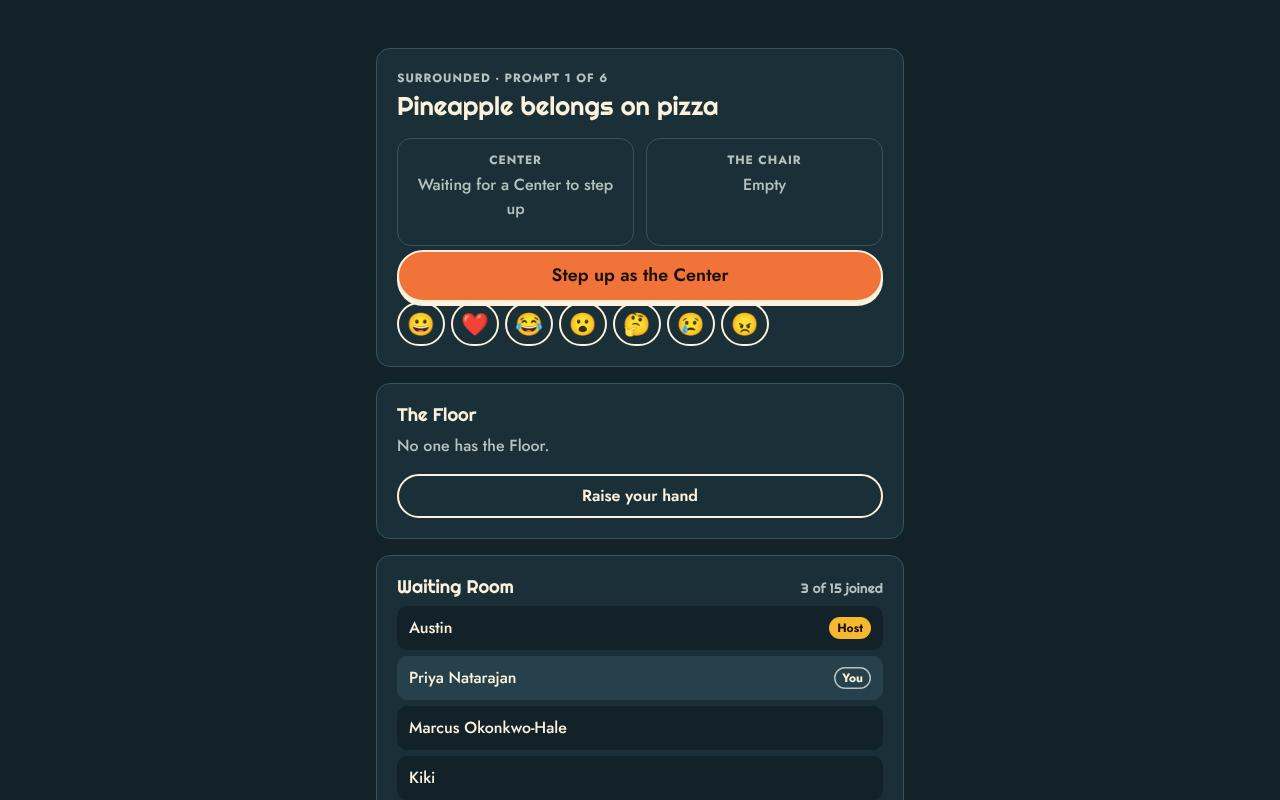 SURROUNDED · PROMPT 1 OF 6
Pineapple belongs on pizza
CENTER
Waiting for a Center to step
up
THE CHAIR
Empty
Step up as the Center
The Floor
No one has the Floor.
Raise your hand
Waiting Room
3 of 15 joined
Austin
Host
Priya Natarajan
You
Marcus Okonkwo-Hale
Kiki